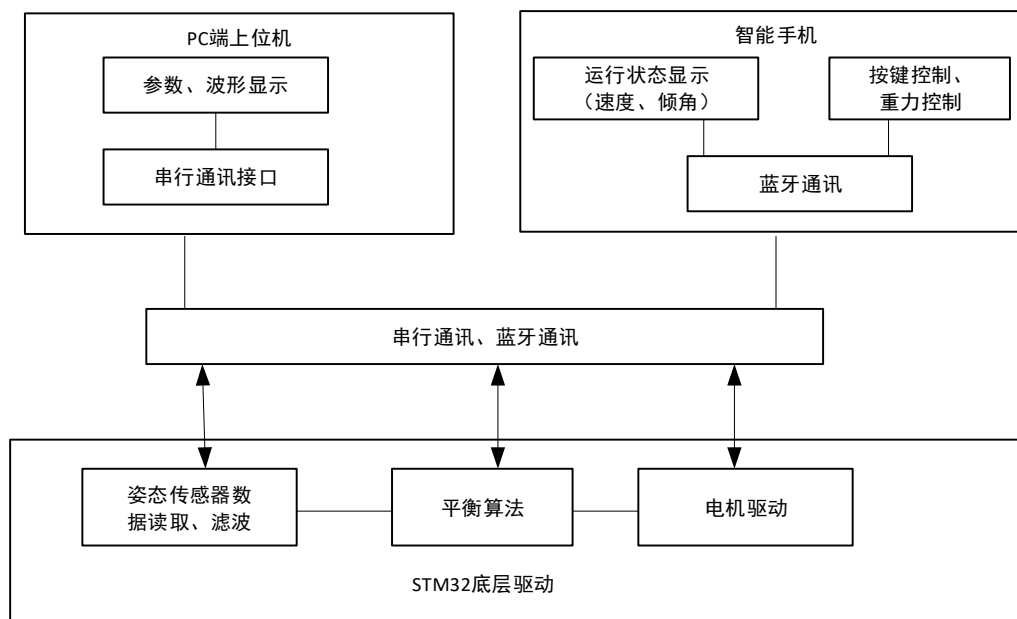 PC端上位机
参数、波形显示
串行通讯接口
智能手机
运行状态显示
（速度、倾角）
按键控制、
重力控制
蓝牙通讯
串行通讯、蓝牙通讯
姿态传感器数
据读取、滤波
平衡算法
电机驱动
STM32底层驱动